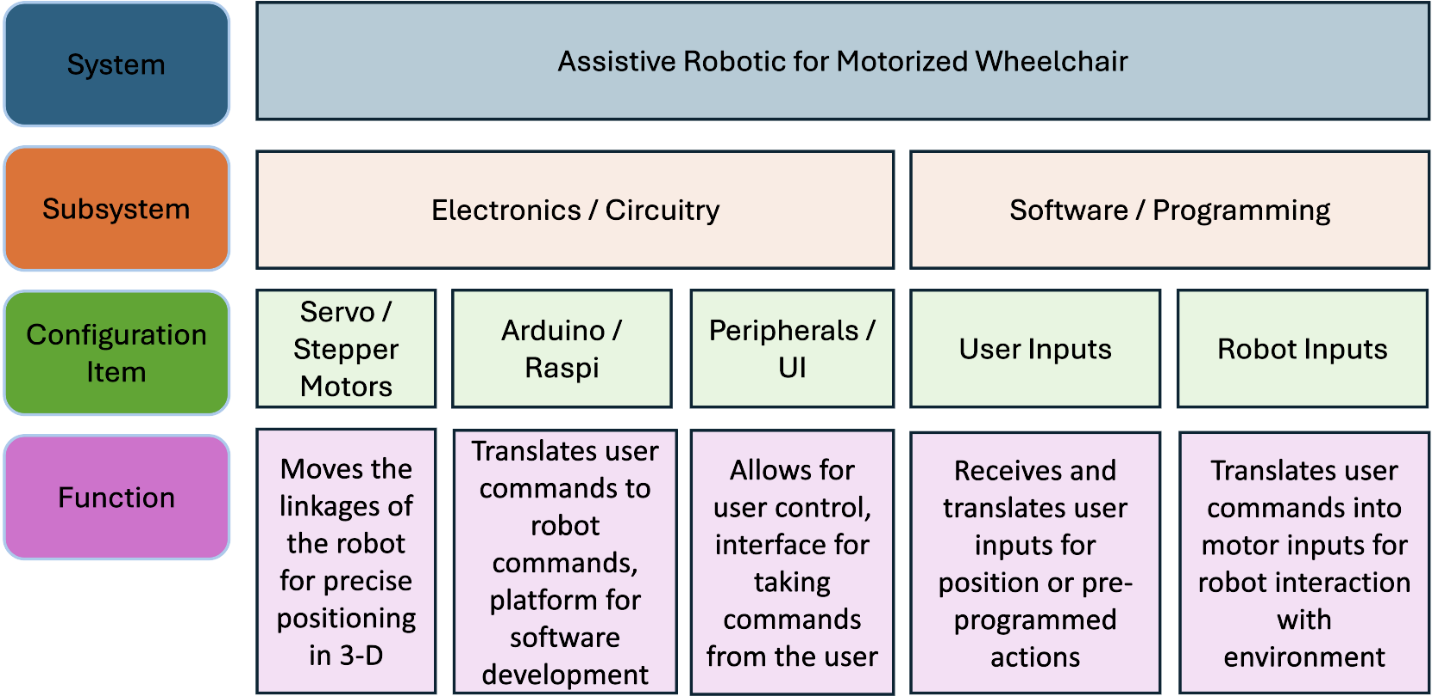 System
Assistive Robotic for Motorized Wheelchair
Subsystem
Electronics / Circuitry
Software / Programming
Configuration
Item
Servo /
Stepper
Motors
Arduino /
Raspi
Peripherals /
UI
User Inputs
Robot Inputs
Function
Moves the
linkages of
the robot
for precise
positioning
in 3-D
Translates user
commands to
robot
commands,
platform for
software
development
Allows for
user control,
interface for
taking
commands
from the user
Receives and
translates user
inputs for
position or pre-
programmed
actions
Translates user
commands into
motor inputs for
robot interaction
with
environment